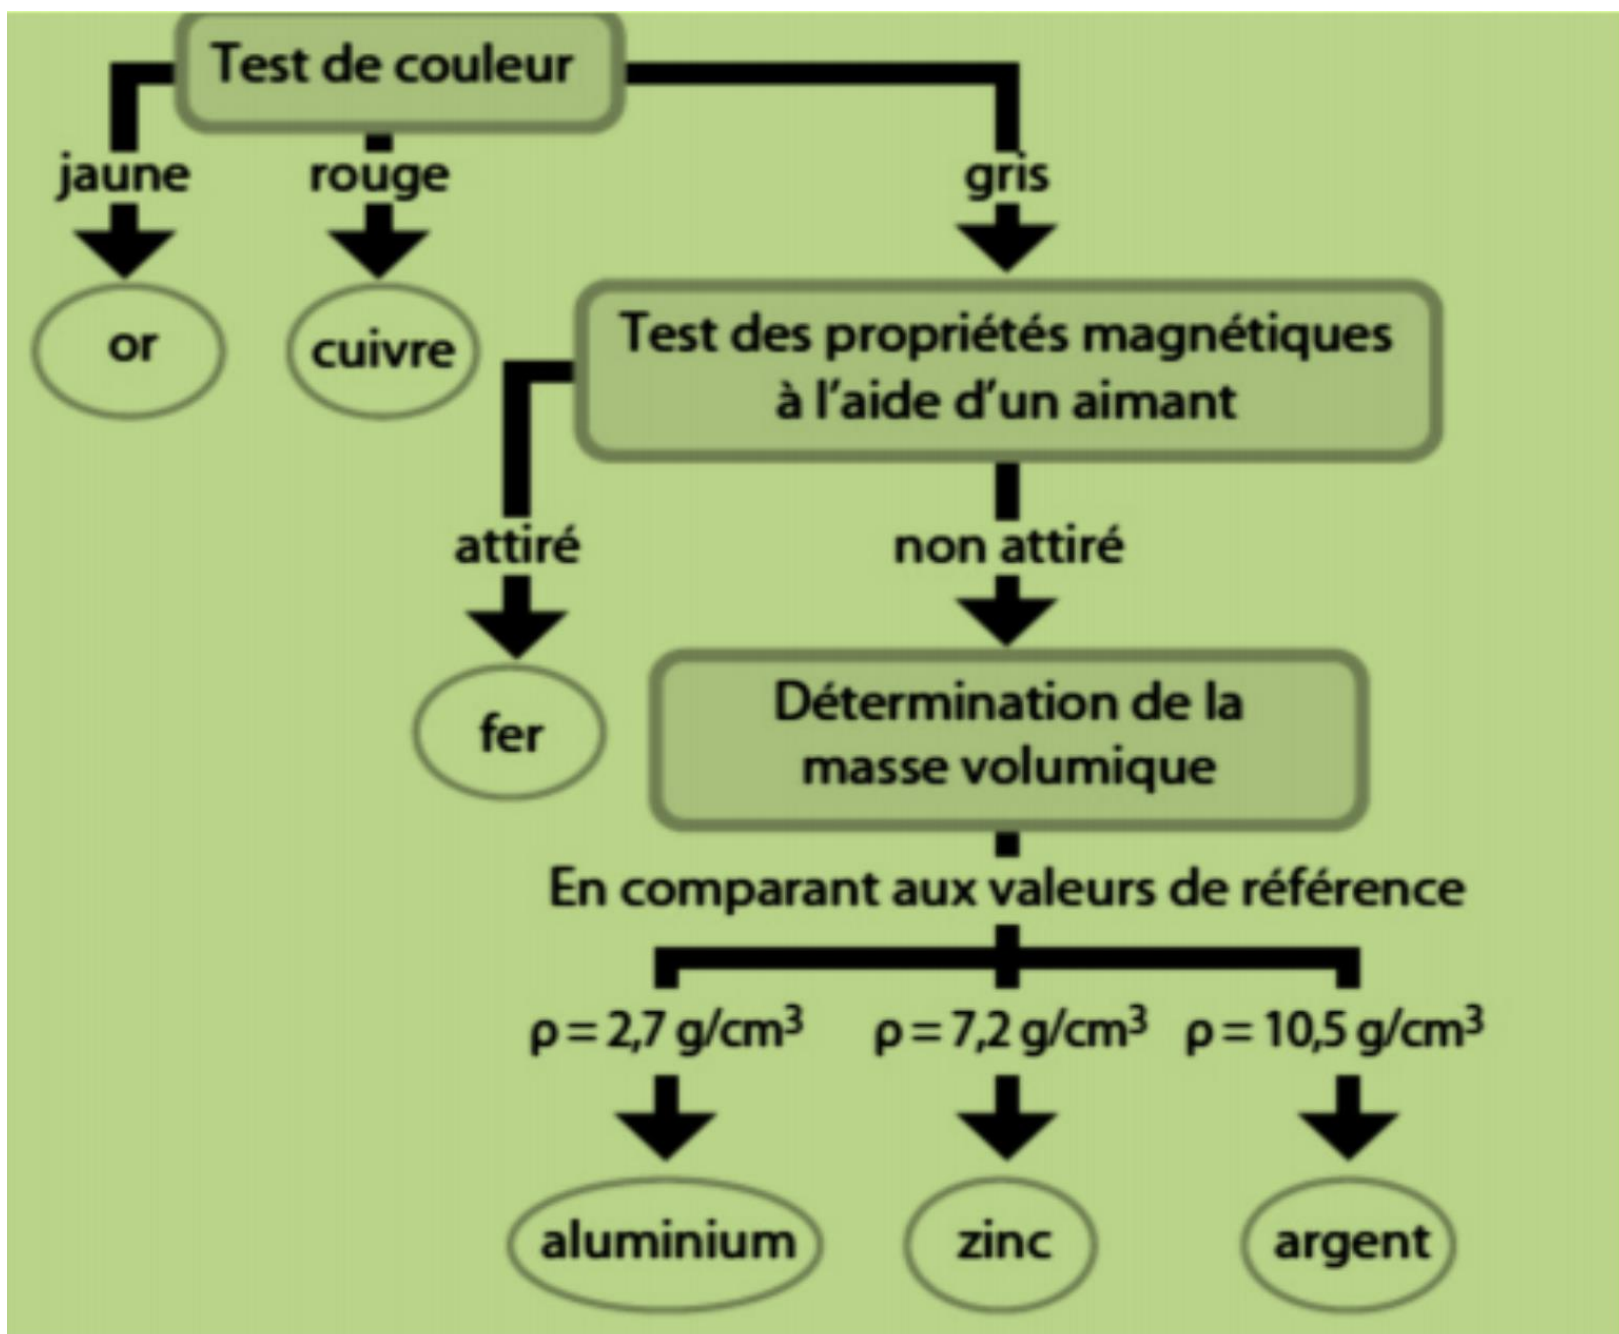 Test de couleur
jaune
rouge
gris
or
cuivre
Test des propriétés magnétiques
à l'aide d'un aimant
attiré
non attiré
fer
Détermination de la
masse volumique
En comparant aux valeurs de référence
ρ = 2,7 g/cm³
ρ = 7,2 g/cm³
ρ = 10,5 g/cm³
aluminium
zinc
argent